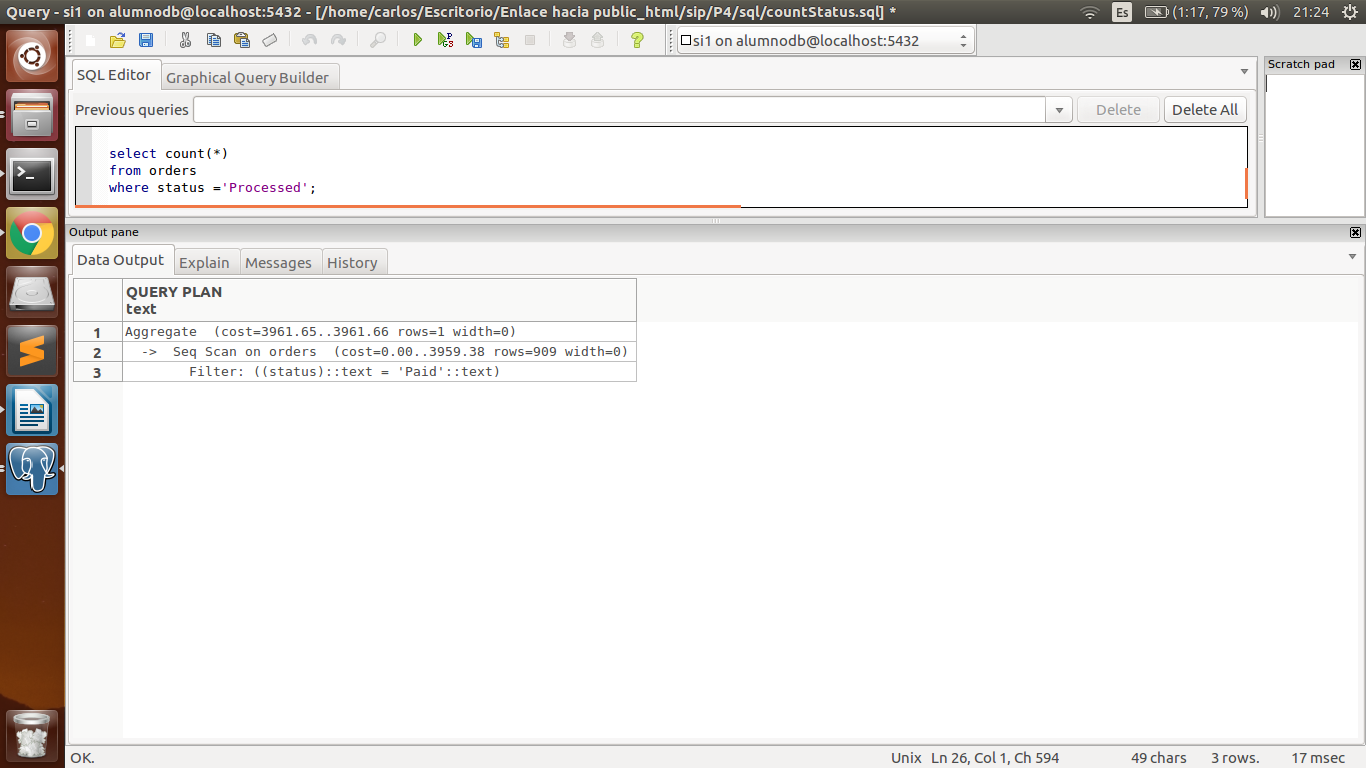 Query - si1 on alumnodb@localhost:5432 - [/home/carlos/Escritorio/Enlace hacia public_html/sip/P4/sql/countStatus.sql] *
Es
(1:17, 79 %)
21:24
si1 on alumnodb@localhost:5432
SQL Editor
Graphical Query Builder
Scratch pad
Previous queries
Delete
Delete All
select count(*)
from orders
where status ='Processed';
Output pane
Data Output
Explain
Messages
History
QUERY PLAN
text
1 Aggregate  (cost=3961.65..3961.66 rows=1 width=0)
2 ->  Seq Scan on orders  (cost=0.00..3959.38 rows=909 width=0)
3 Filter: ((status)::text = 'Paid'::text)
OK.
Unix
Ln 26, Col 1, Ch 594
49 chars
3 rows.
17 msec